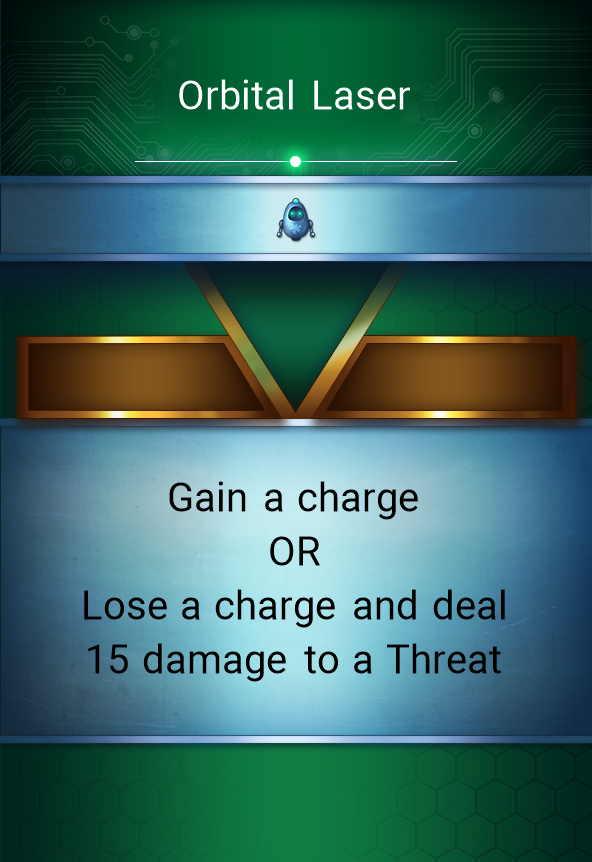 Orbital Laser
Gain a charge
OR
Lose a charge and deal
15 damage to a Threat